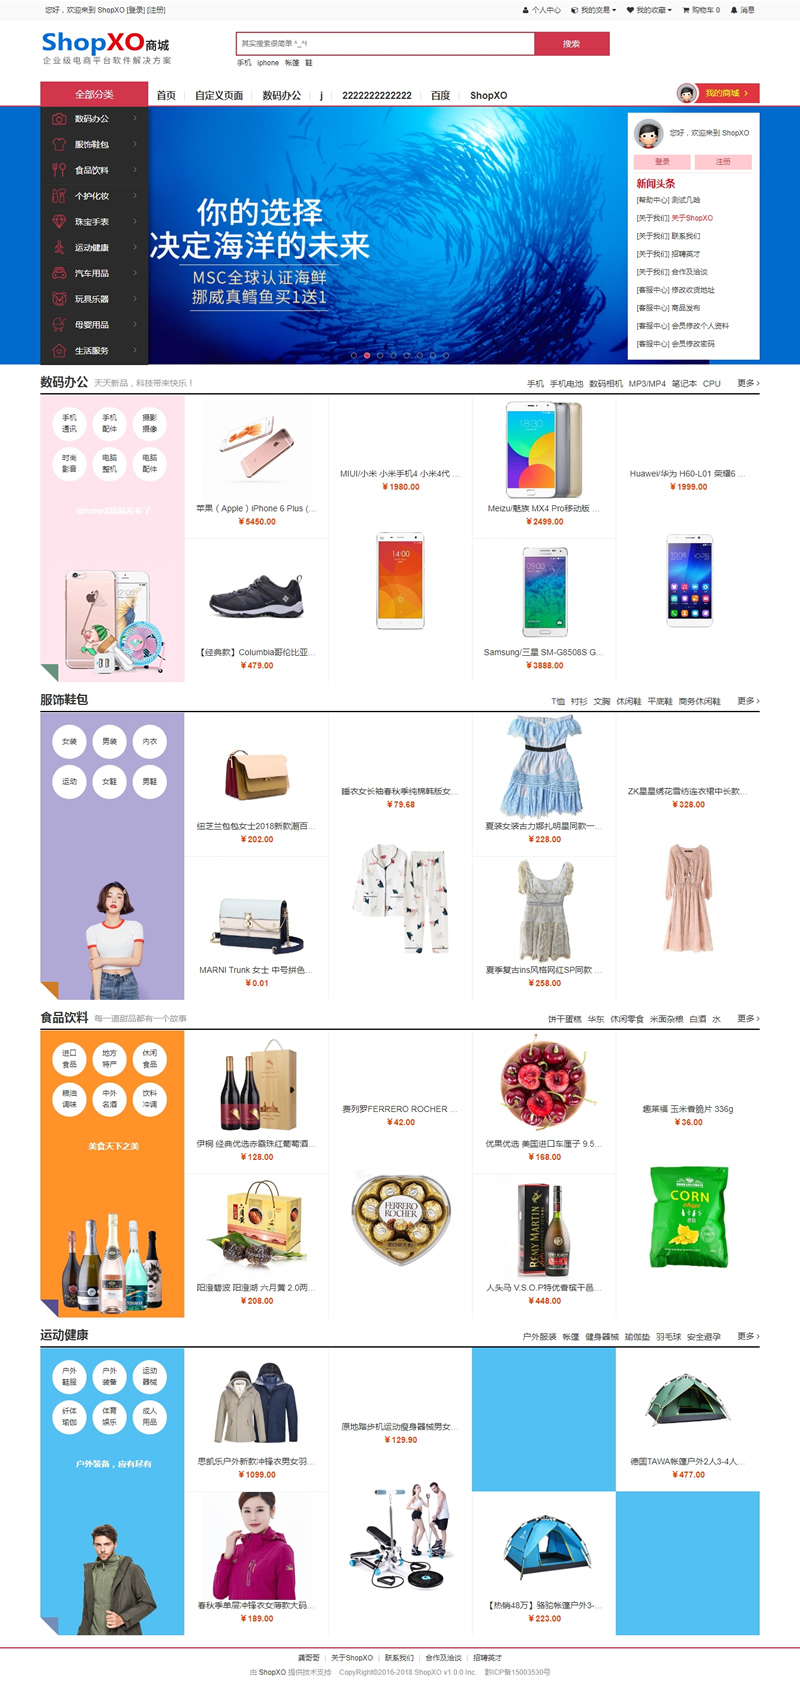 您好，欢迎来到 ShopXO [登录] [注册]
个人中心 我的交易 我的收藏 购物车 0 消息
ShopXO商城
企业级电商平台软件解决方案
其实搜索很简单 ^_^! 搜索
手机 iphone 帐篷 鞋
全部分类 首页 自定义页面 数码办公 j 2222222222222 百度 ShopXO 我的商城 >
数码办公
服饰鞋包
食品饮料
个护化妆
珠宝手表
运动健康
汽车用品
玩具乐器
母婴用品
生活服务
你的选择
决定海洋的未来
MSC全球认证海鲜
挪威真鳕鱼买1送1
您好，欢迎来到 ShopXO
登录 注册
新闻头条
[帮助中心] 测试几哈
[关于我们] 关于ShopXO
[关于我们] 联系我们
[关于我们] 招聘英才
[关于我们] 合作及洽谈
[客服中心] 修改收货地址
[客服中心] 商品发布
[客服中心] 会员修改个人资料
[客服中心] 会员修改密码
数码办公 天天新品，科技带来快乐！ 手机 手机电池 数码相机 MP3/MP4 笔记本 CPU 更多 >
手机通讯 手机配件 摄影摄像
时尚影音 电脑整机 电脑配件
iphoneX新品发布了
苹果（Apple）iPhone 6 Plus (...
¥5450.00
MIUI/小米 小米手机4 小米4代 ...
¥1980.00
Meizu/魅族 MX4 Pro移动版 ...
¥2499.00
Huawei/华为 H60-L01 荣耀6 ...
¥1999.00
【经典款】Columbia哥伦比亚...
¥479.00
Samsung/三星 SM-G8508S G...
¥3888.00
服饰鞋包 T恤 衬衫 文胸 休闲鞋 平底鞋 商务休闲鞋 更多 >
女装 男装 内衣
运动 女鞋 男鞋
纽芝兰包包女士2018新款潮百...
¥202.00
睡衣女长袖春秋季纯棉韩版女...
¥79.68
夏装女装古力娜扎明星同款一...
¥228.00
ZK星星绣花雪纺连衣裙中长款...
¥328.00
MARNI Trunk 女士 中号拼色...
¥0.01
夏季复古ins风格网红SP同款 ...
¥258.00
食品饮料 每一道甜品都有一个故事 饼干蛋糕 华东 休闲零食 米面杂粮 白酒 水 更多 >
进口食品 地方特产 休闲食品
粮油调味 中外名酒 饮料冲调
美食天下之美
伊桐 经典优选赤霞珠红葡萄酒...
¥128.00
费列罗FERRERO ROCHER ...
¥42.00
优果优选 美国进口车厘子 9.5...
¥168.00
趣莱福 玉米香脆片 336g
¥36.00
FERRERO
ROCHER
CORN
REMY MARTIN
阳澄碧波 阳澄湖 六月黄 2.0两...
¥208.00
人头马 V.S.O.P特优香槟干邑...
¥448.00
运动健康 户外服装 帐篷 健身器械 瑜伽垫 羽毛球 安全避孕 更多 >
户外鞋服 户外装备 运动器械
纤体瑜伽 体育娱乐 成人用品
户外装备，应有尽有
思凯乐户外新款冲锋衣男女羽...
¥1099.00
原地踏步机运动瘦身器械男女...
¥129.90
德国TAWA帐篷户外2人3-4人...
¥477.00
春秋季单层冲锋衣女薄款大码...
¥189.00
【热销48万】骆驼帐篷户外3-...
¥223.00
龚哥哥 | 关于ShopXO | 联系我们 | 合作及洽谈 | 招聘英才
由 ShopXO 提供技术支持 CopyRight©2016-2018 ShopXO v1.0.0 Inc. 黔ICP备15003530号